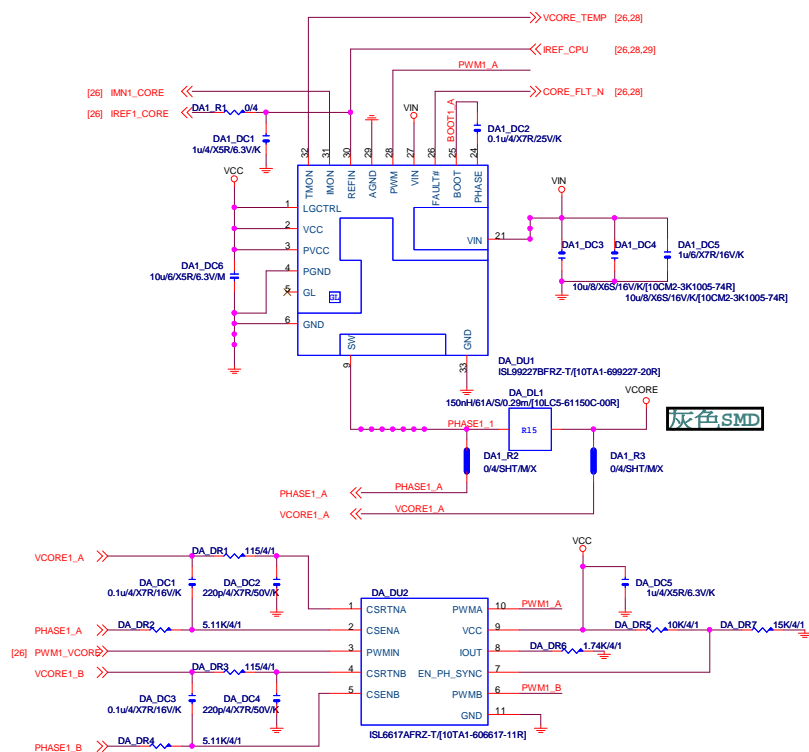 VCORE_TEMP [26,28]
IREF_CPU [26,28,29]
PWM1_A
[26] IMN1_CORE
CORE_FLT_N [26,28]
[26] IREF1_CORE
DA1_R1 0/4
VIN
BOOT1_A
DA1_DC2
0.1u/4/X7R/25V/K
DA1_DC1
1u/4/X5R/6.3V/K
VCC
32 31 30 29 28 27 26 25 24
TMON IMON REFIN AGND PWM VIN FAULT# BOOT PHASE
1 LGCTRL
2 VCC
3 PVCC
4 PGND
5 GL
GL
6 GND
VIN 21
SW
9
GND
33
DA1_DC6
10u/6/X5R/6.3V/M
VIN
DA1_DC3
DA1_DC4
DA1_DC5
1u/6/X7R/16V/K
10u/8/X6S/16V/K/[10CM2-3K1005-74R]
10u/8/X6S/16V/K/[10CM2-3K1005-74R]
DA_DU1
ISL99227BFRZ-T/[10TA1-699227-20R]
DA_DL1
150nH/61A/S/0.29m/[10LC5-61150C-00R]
VCORE
PHASE1_1
R15
灰色SMD
DA1_R2
0/4/SHT/M/X
DA1_R3
0/4/SHT/M/X
PHASE1_A PHASE1_A
VCORE1_A VCORE1_A
VCORE1_A
DA_DR1 115/4/1
DA_DC1
0.1u/4/X7R/16V/K
DA_DC2
220p/4/X7R/50V/K
PHASE1_A
DA_DR2 5.11K/4/1
[26] PWM1_VCORE
VCORE1_B
DA_DR3 115/4/1
DA_DC3
0.1u/4/X7R/16V/K
DA_DC4
220p/4/X7R/50V/K
PHASE1_B
DA_DR4 5.11K/4/1
DA_DU2
1 CSRTNA
2 CSENA
3 PWMIN
4 CSRTNB
5 CSENB
PWMA 10
VCC 9
IOUT 8
EN_PH_SYNC 7
PWMB 6
GND 11
ISL6617AFRZ-T/[10TA1-606617-11R]
PWM1_A
VCC
DA_DC5
1u/4/X5R/6.3V/K
DA_DR5 10K/4/1
DA_DR7 15K/4/1
DA_DR6 1.74K/4/1
PWM1_B